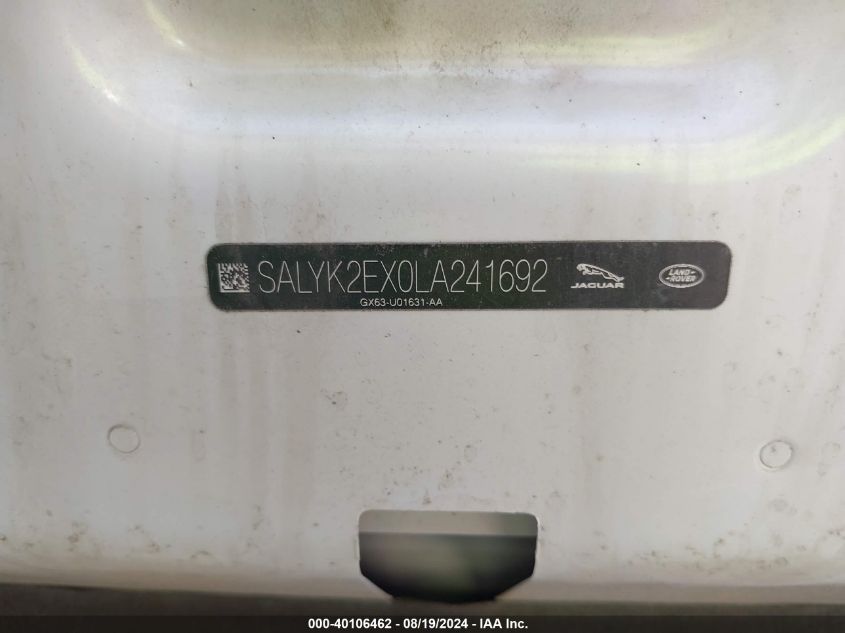 SALYK2EX0LA241692
GX63-U01631-AA
JAGUAR
LAND
ROVER
000-40106462 - 08/19/2024 - IAA Inc.